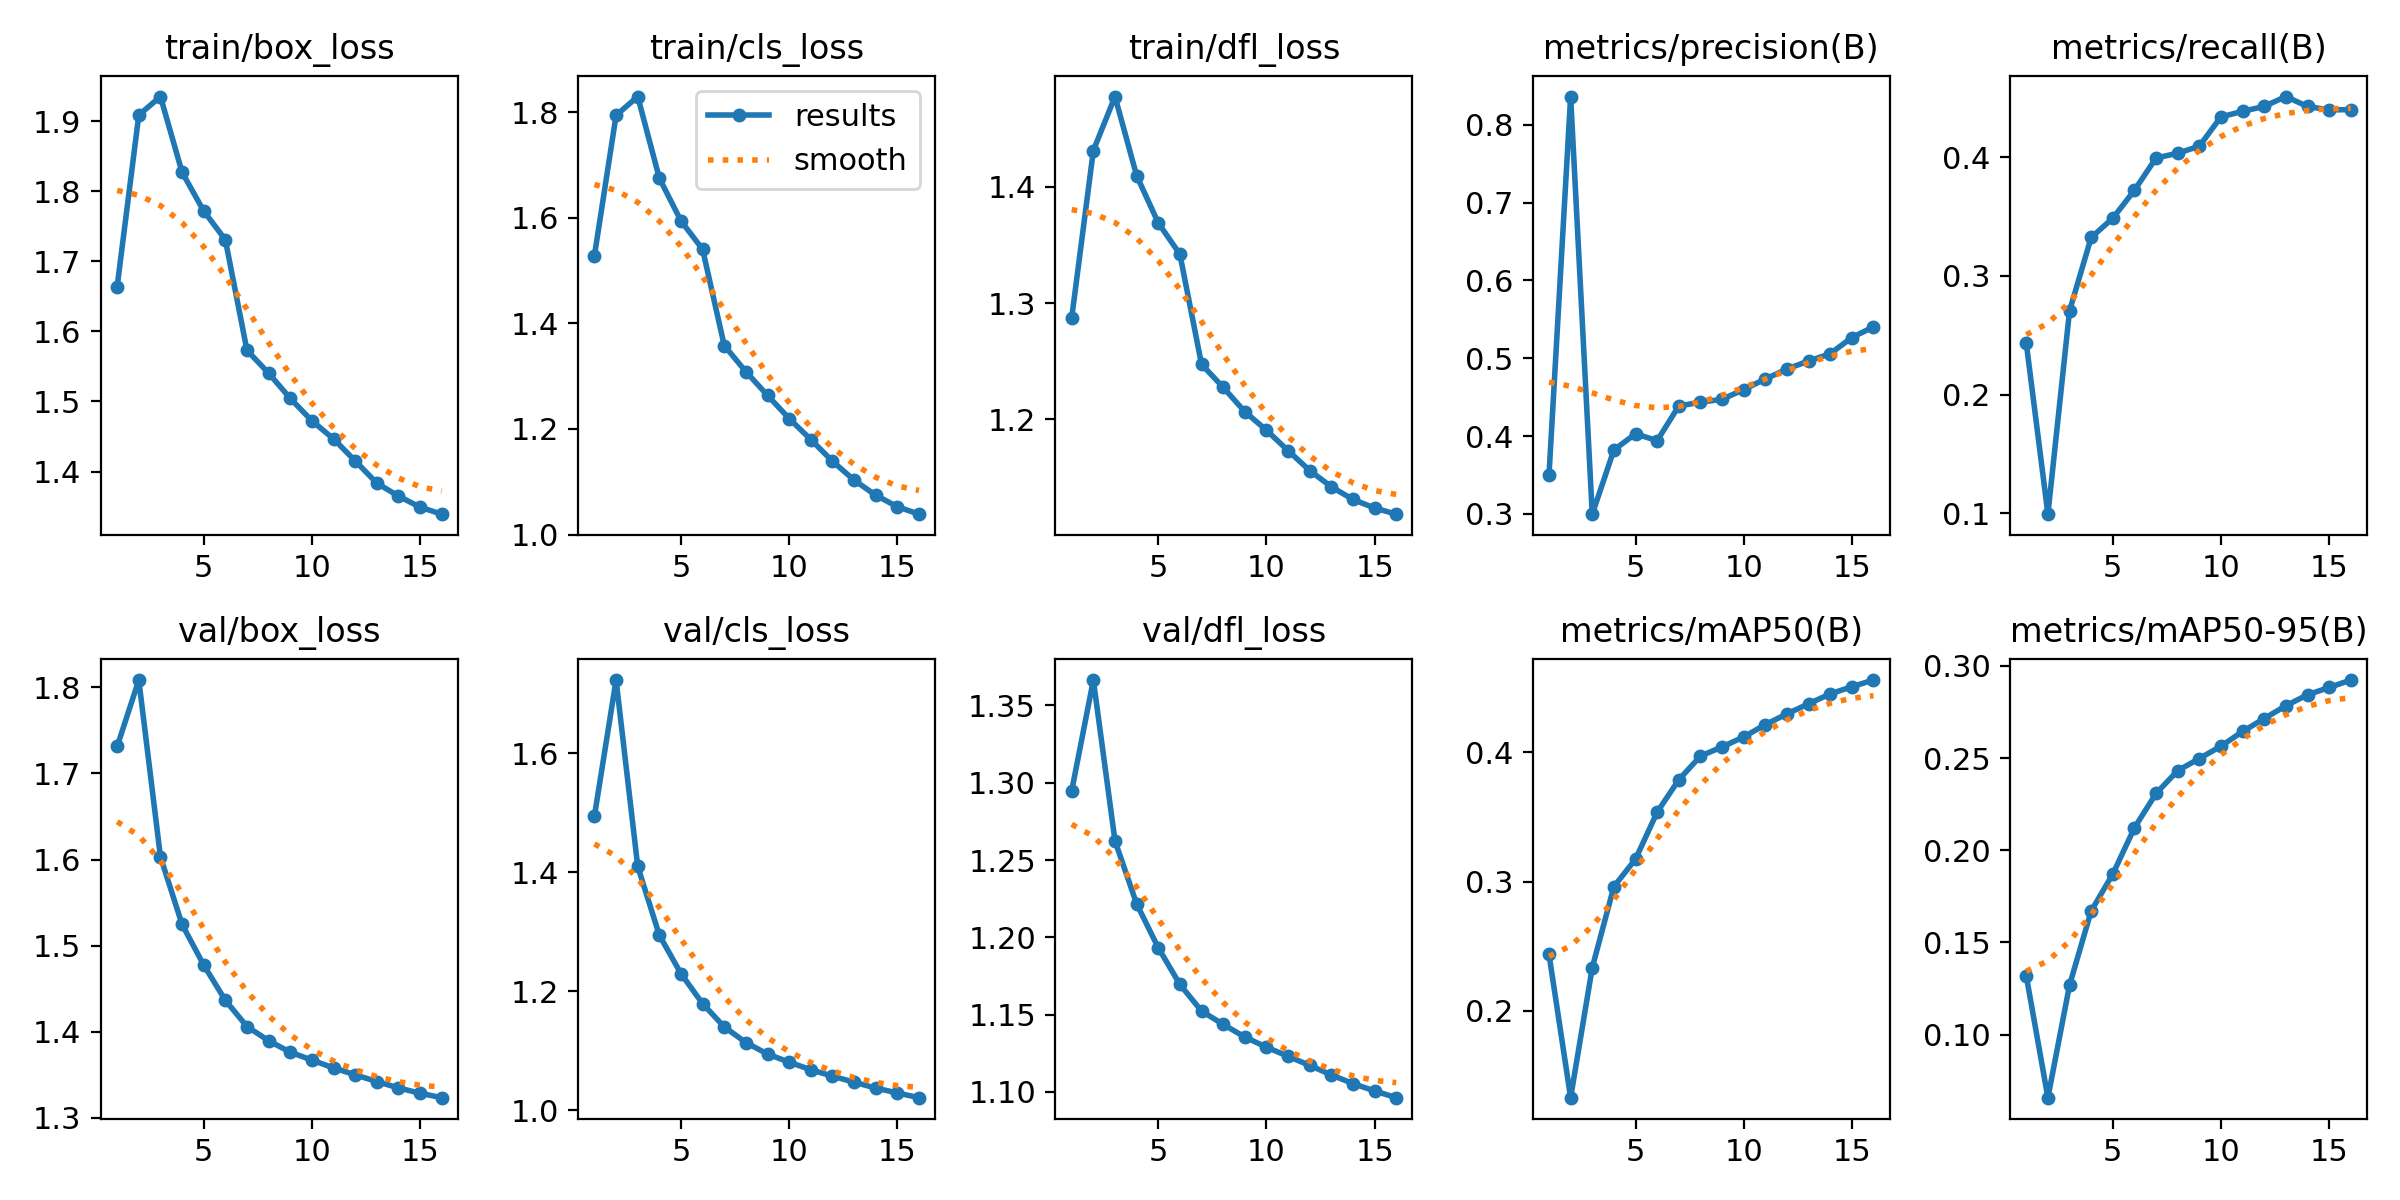 train/box_loss
1.9
1.8
1.7
1.6
1.5
1.4
5 10 15
train/cls_loss
results
smooth
1.8
1.6
1.4
1.2
1.0
5 10 15
train/dfl_loss
1.4
1.3
1.2
5 10 15
metrics/precision(B)
0.8
0.7
0.6
0.5
0.4
0.3
5 10 15
metrics/recall(B)
0.4
0.3
0.2
0.1
5 10 15
val/box_loss
1.8
1.7
1.6
1.5
1.4
1.3
5 10 15
val/cls_loss
1.6
1.4
1.2
1.0
5 10 15
val/dfl_loss
1.35
1.30
1.25
1.20
1.15
1.10
5 10 15
metrics/mAP50(B)
0.4
0.3
0.2
5 10 15
metrics/mAP50-95(B)
0.30
0.25
0.20
0.15
0.10
5 10 15